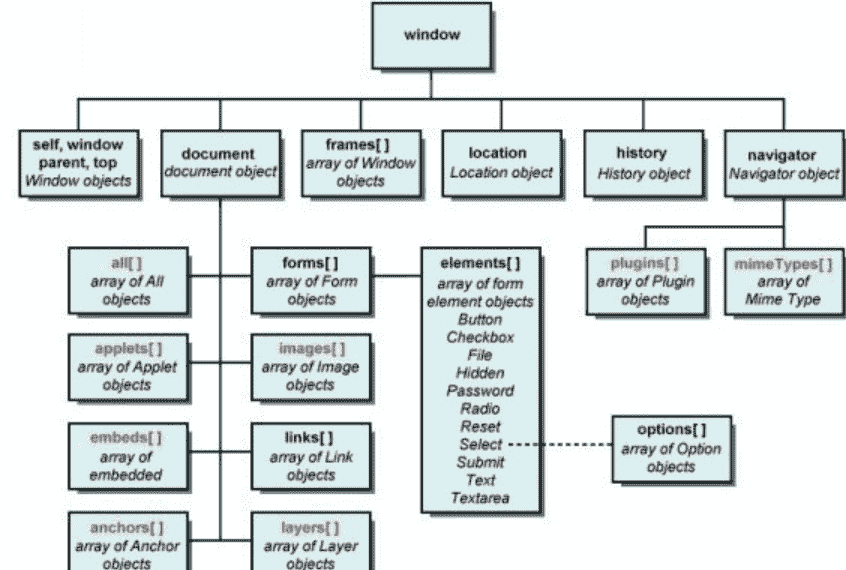 window
self, window
parent, top
Window objects
document
document object
frames[ ]
array of Window
objects
location
Location object
history
History object
navigator
Navigator object
all[ ]
array of All
objects
forms[ ]
array of Form
objects
elements[ ]
array of form
element objects
Button
Checkbox
File
Hidden
Password
Radio
Reset
Select
Submit
Text
Textarea
plugins[ ]
array of Plugin
objects
mimeTypes[ ]
array of
Mime Type
applets[ ]
array of Applet
objects
images[ ]
array of Image
objects
embeds[ ]
array of
embedded
links[ ]
array of Link
objects
options[ ]
array of Option
objects
anchors[ ]
array of Anchor
objects
layers[ ]
array of Layer
objects